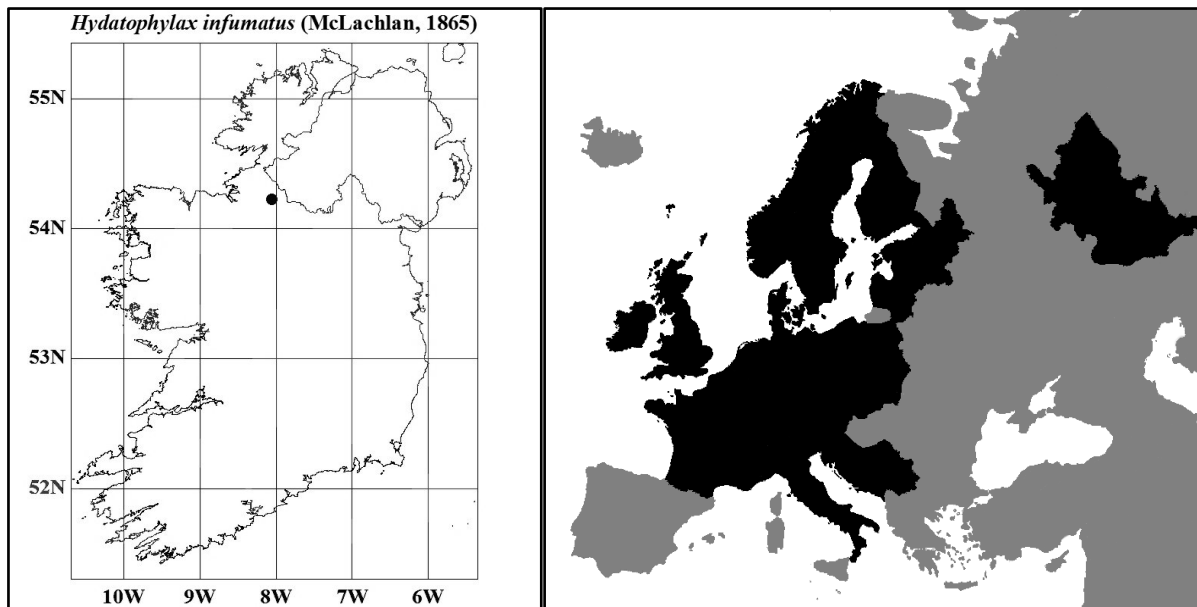 Hydatophylax infumatus (McLachlan, 1865)
55N
54N
53N
52N
10W 9W 8W 7W 6W